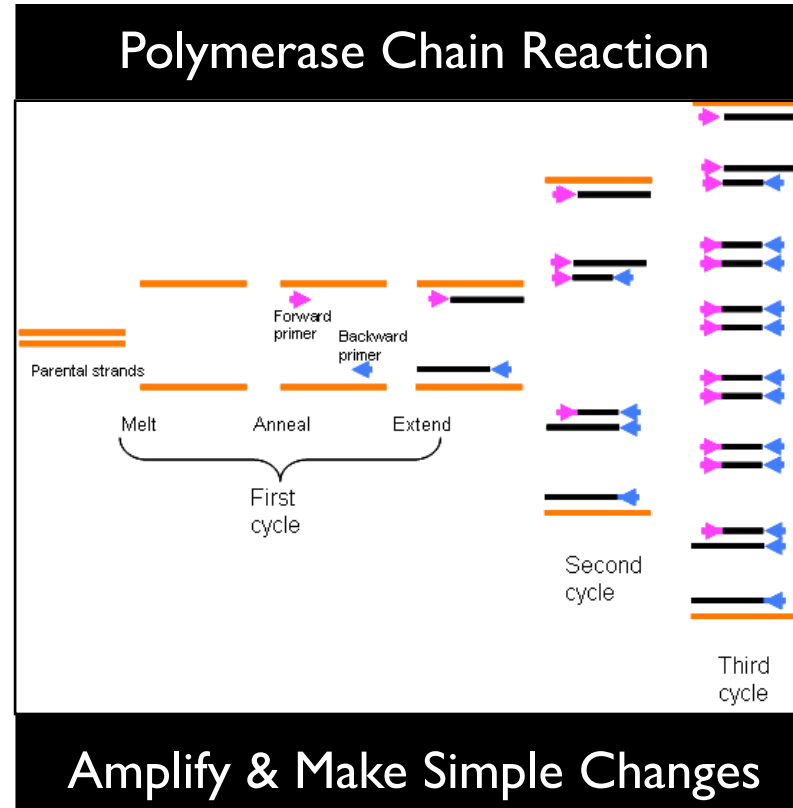 Polymerase Chain Reaction
Forward
primer
Backward
primer
Parental strands
Melt
Anneal
Extend
First
cycle
Second
cycle
Third
cycle
Amplify & Make Simple Changes